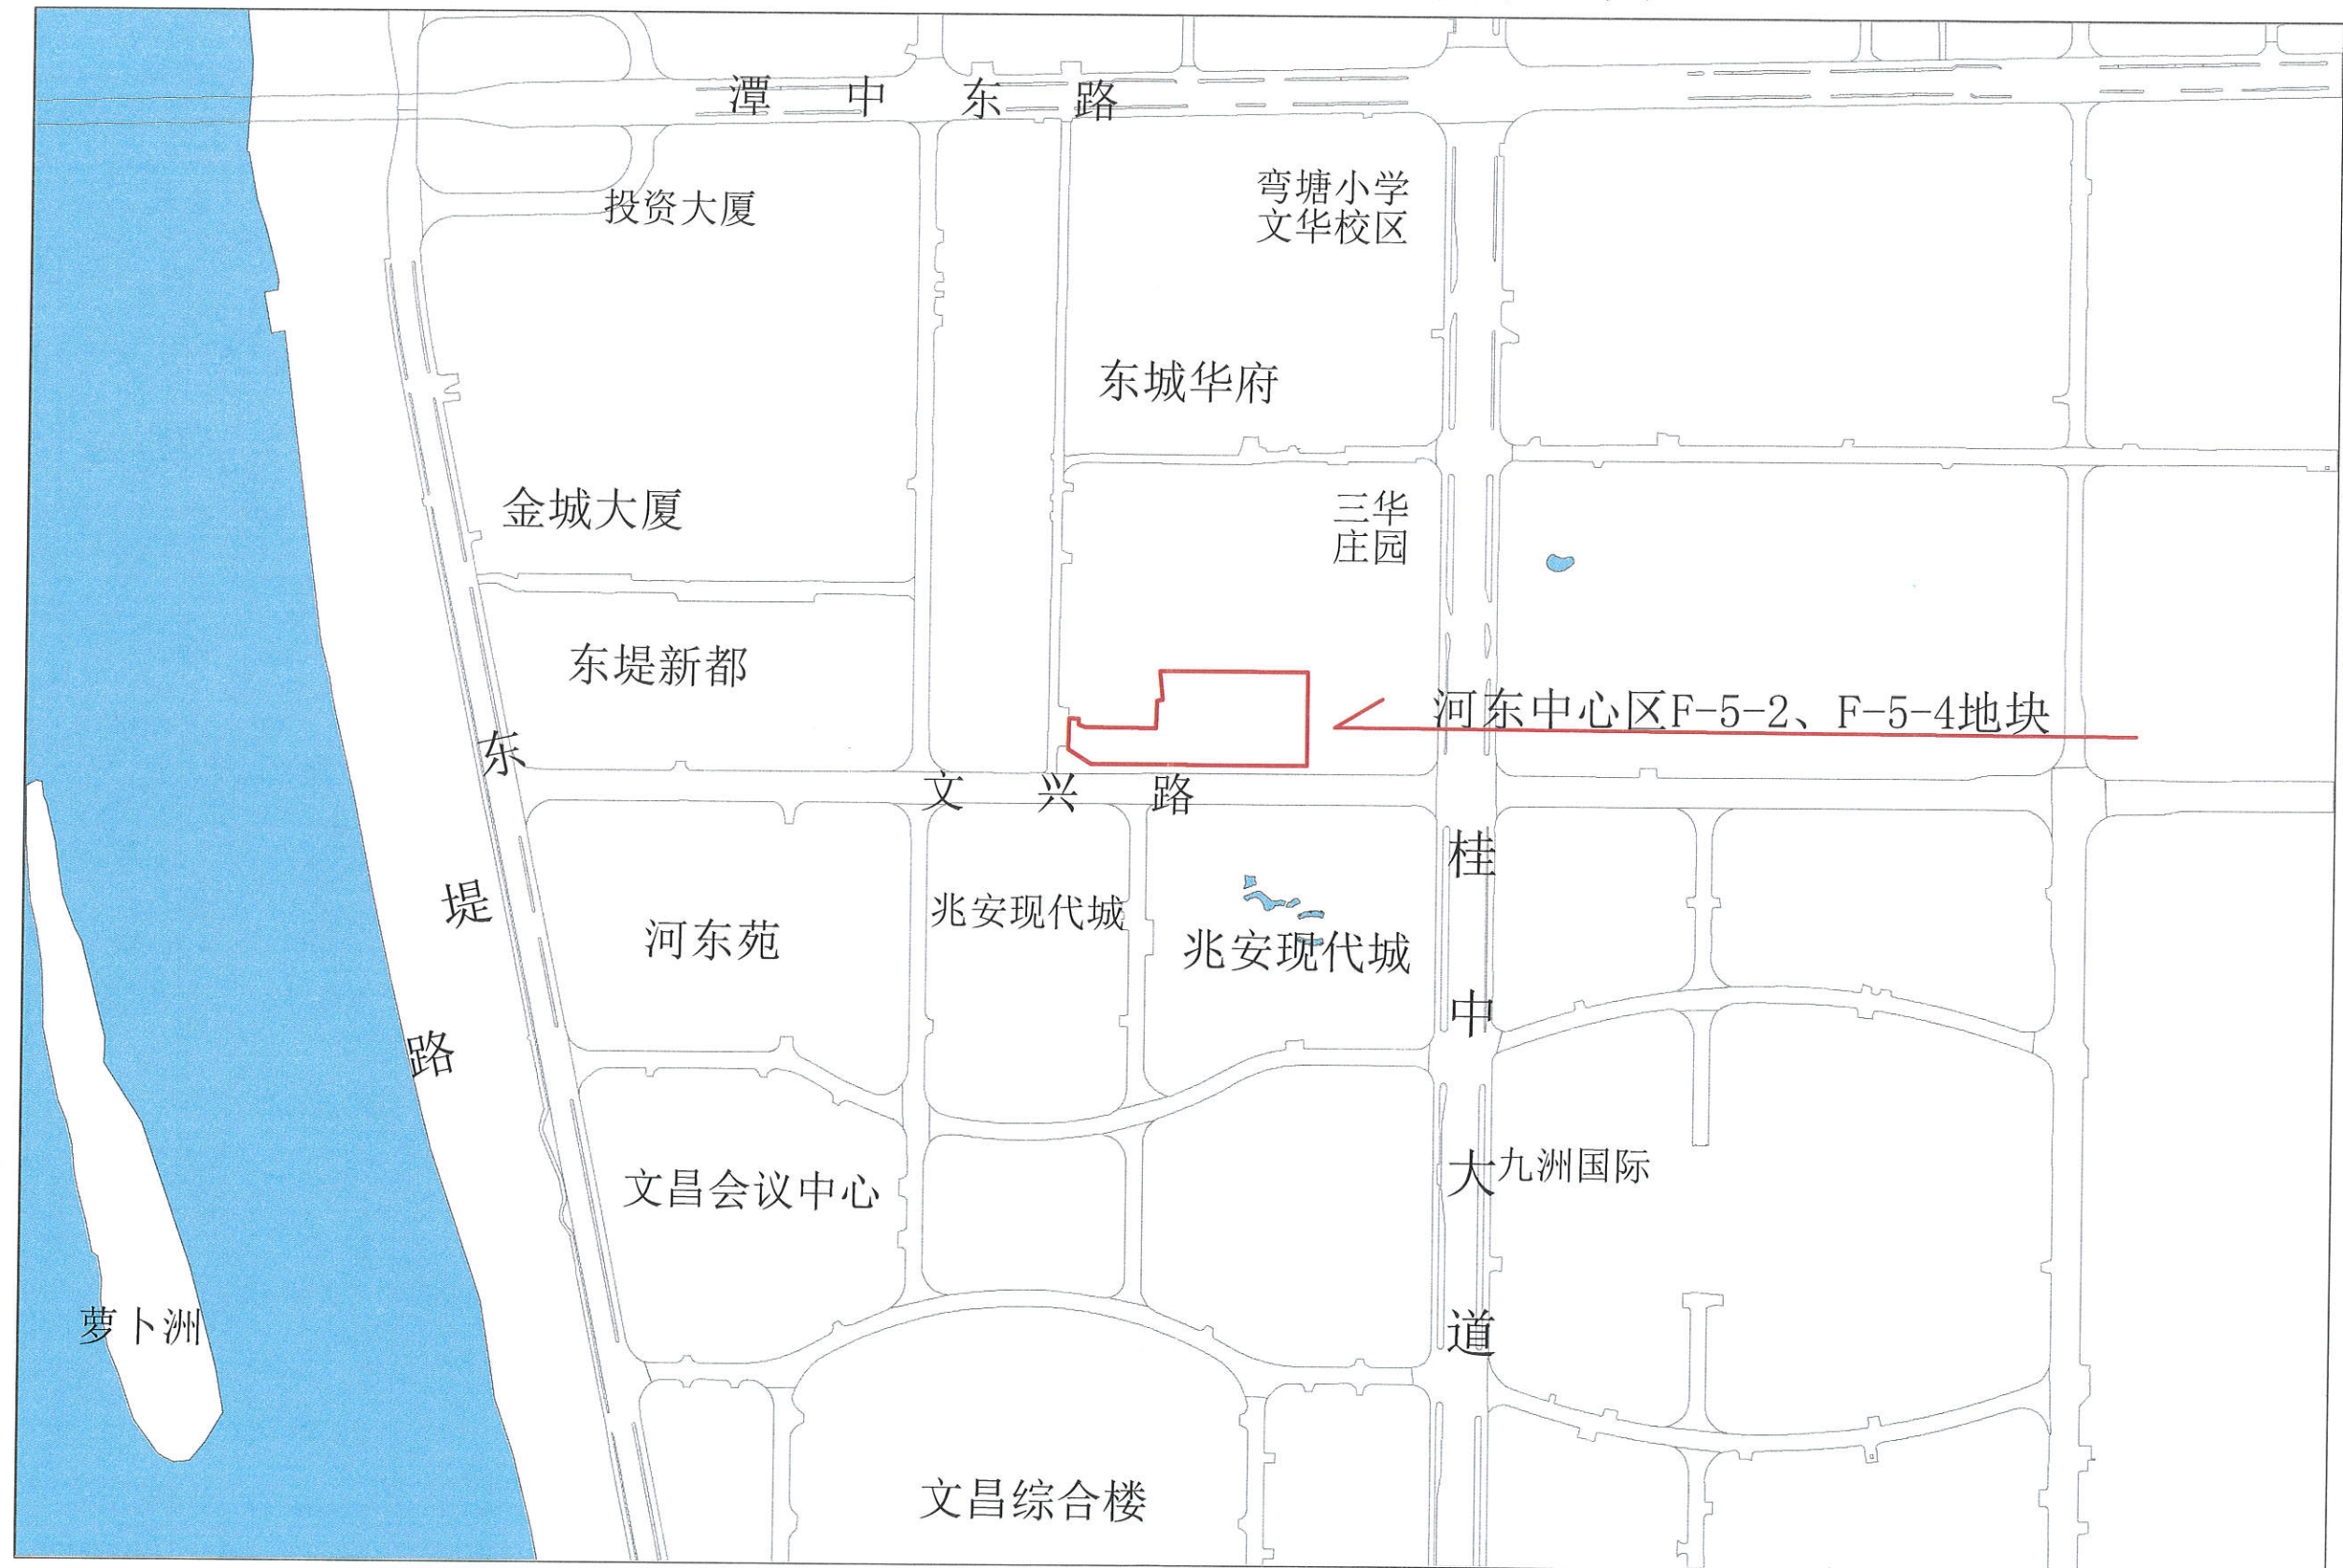 潭中东路
投资大厦
弯塘小学
文华校区
东城华府
金城大厦
三华
庄园
东堤新都
河东中心区F-5-2、F-5-4地块
东堤路
文兴路
桂中大道
河东苑
兆安现代城
兆安现代城
文昌会议中心
九洲国际
萝卜洲
文昌综合楼